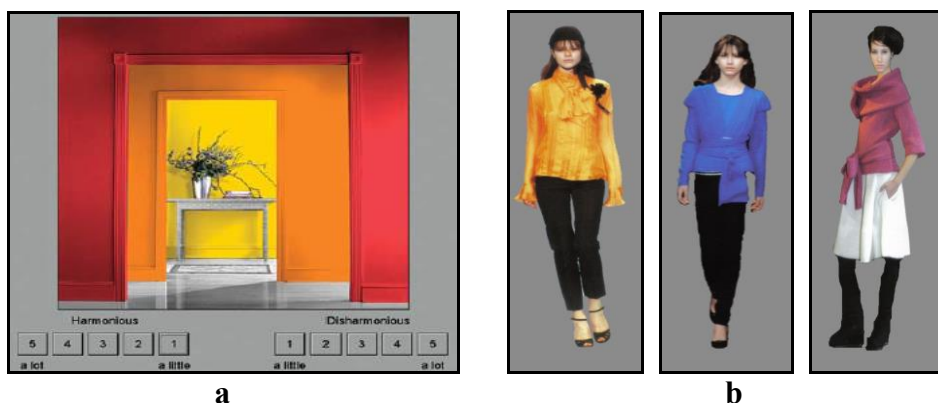 Harmonious Disharmonious
5 4 3 2 1 1 2 3 4 5
a lot a little a little a lot
a b